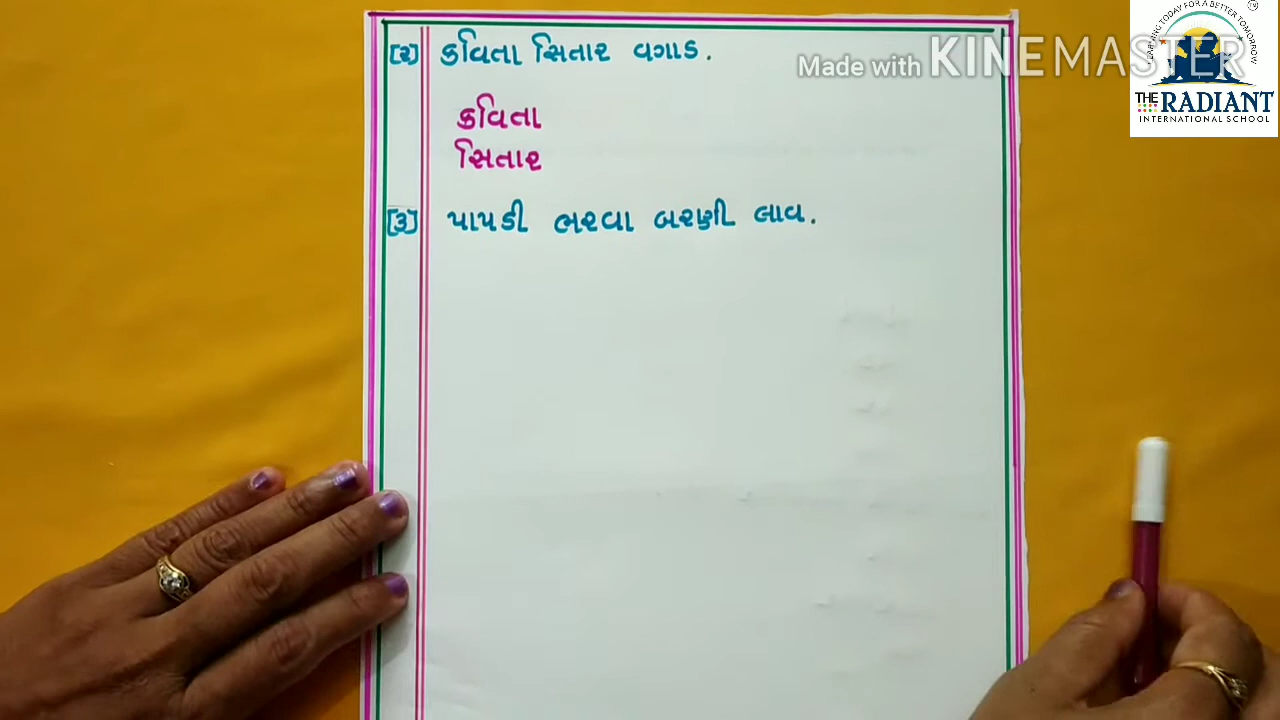 [૨] કવિતા સિતાર વગાડ.
કવિતા
સિતાર
[૩] પાપડી ભરવા બરણી લાવ.
Made with KINEMASTER
THE RADIANT
INTERNATIONAL SCHOOL